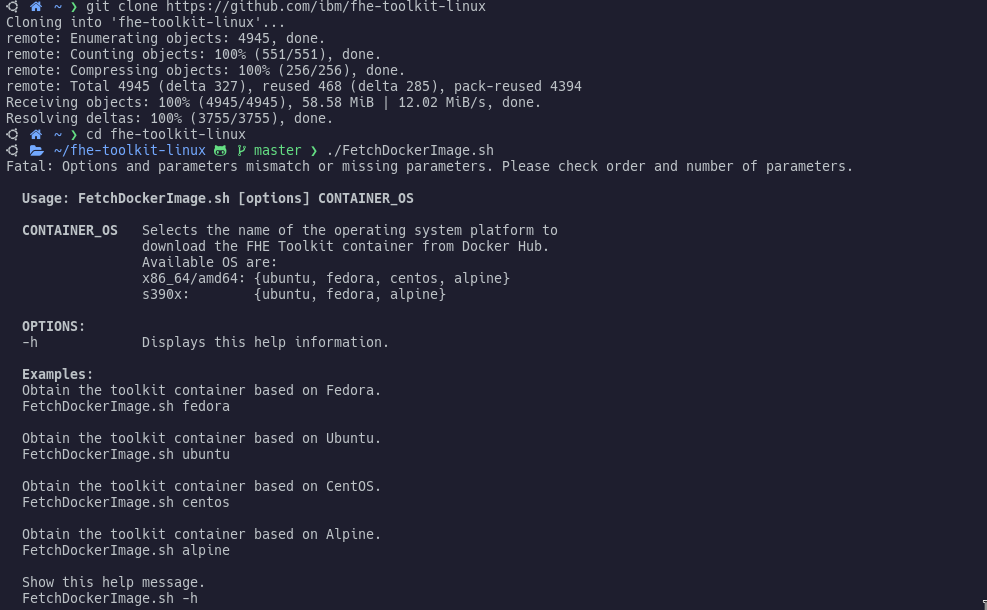 ~ ❯ git clone https://github.com/ibm/fhe-toolkit-linux
Cloning into 'fhe-toolkit-linux'...
remote: Enumerating objects: 4945, done.
remote: Counting objects: 100% (551/551), done.
remote: Compressing objects: 100% (256/256), done.
remote: Total 4945 (delta 327), reused 468 (delta 285), pack-reused 4394
Receiving objects: 100% (4945/4945), 58.58 MiB | 12.02 MiB/s, done.
Resolving deltas: 100% (3755/3755), done.
~ ❯ cd fhe-toolkit-linux
~/fhe-toolkit-linux master ❯ ./FetchDockerImage.sh
Fatal: Options and parameters mismatch or missing parameters. Please check order and number of parameters.
Usage: FetchDockerImage.sh [options] CONTAINER_OS
CONTAINER_OS Selects the name of the operating system platform to
download the FHE Toolkit container from Docker Hub.
Available OS are:
x86_64/amd64: {ubuntu, fedora, centos, alpine}
s390x: {ubuntu, fedora, alpine}
OPTIONS:
-h Displays this help information.
Examples:
Obtain the toolkit container based on Fedora.
FetchDockerImage.sh fedora
Obtain the toolkit container based on Ubuntu.
FetchDockerImage.sh ubuntu
Obtain the toolkit container based on CentOS.
FetchDockerImage.sh centos
Obtain the toolkit container based on Alpine.
FetchDockerImage.sh alpine
Show this help message.
FetchDockerImage.sh -h